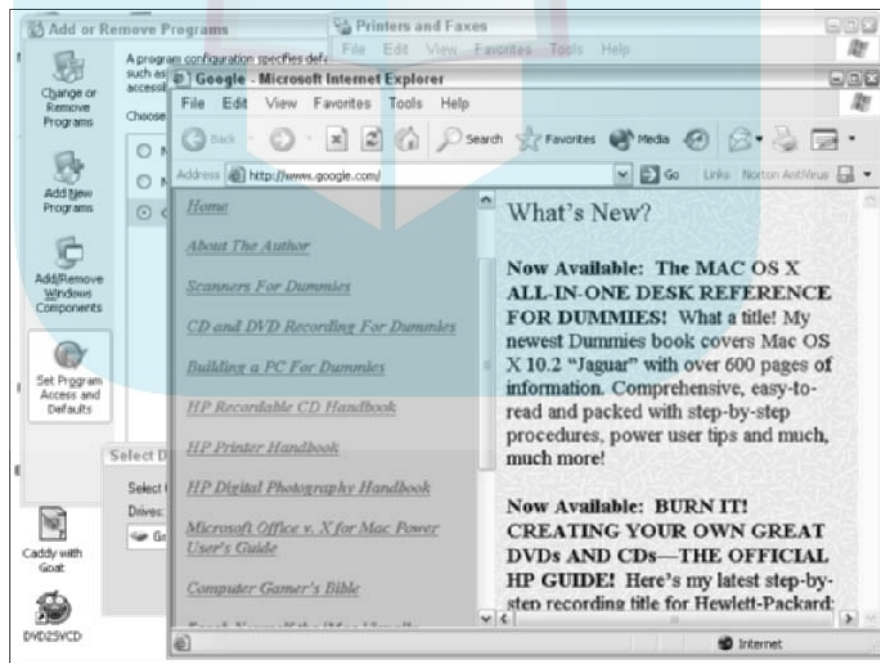 Add or Remove Programs
Printers and Faxes
File Edit View Favorites Tools Help
A program configuration specifies
such as
Choose
Change or
Remove
Programs
Add New
Programs
Add/Remove
Windows
Components
Set Program
Access and
Defaults
Select
Select
Drives:
Caddy with
Goat
DVD2SVCD
Google - Microsoft Internet Explorer
File Edit View Favorites Tools Help
Back Search Favorites Media
Address http://www.google.com/ Go Links Norton AntiVirus
Home
About The Author
Scanners For Dummies
CD and DVD Recording For Dummies
Building a PC For Dummies
HP Recordable CD Handbook
HP Printer Handbook
HP Digital Photography Handbook
Microsoft Office v. X for Mac Power
User's Guide
Computer Gamer's Bible
What's New?
Now Available: The MAC OS X
ALL-IN-ONE DESK REFERENCE
FOR DUMMIES! What a title! My
newest Dummies book covers Mac OS
X 10.2 “Jaguar” with over 600 pages of
information. Comprehensive, easy-to-
read and packed with step-by-step
procedures, power user tips and much,
much more!
Now Available: BURN IT!
CREATING YOUR OWN GREAT
DVDs AND CDs—THE OFFICIAL
HP GUIDE! Here's my latest step-by-
step recording title for Hewlett-Packard:
Internet